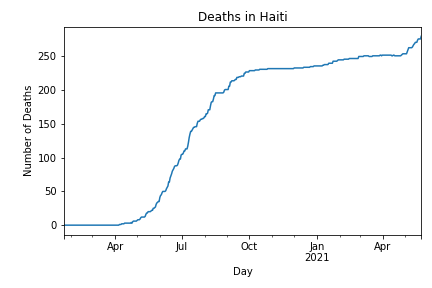 Deaths in Haiti
Number of Deaths
250
200
150
100
50
0
Apr
Jul
Oct
Jan
2021
Apr
Day